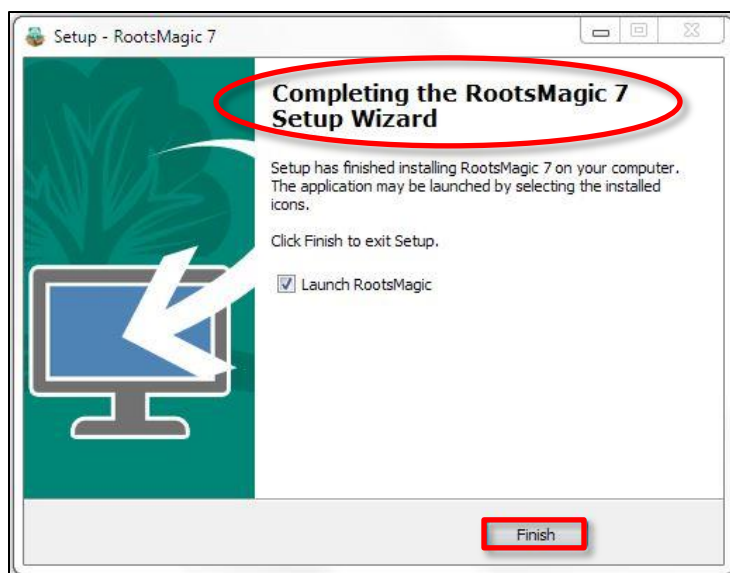 Setup - RootsMagic 7
Completing the RootsMagic 7
Setup Wizard
Setup has finished installing RootsMagic 7 on your computer.
The application may be launched by selecting the installed
icons.
Click Finish to exit Setup.
Launch RootsMagic
Finish